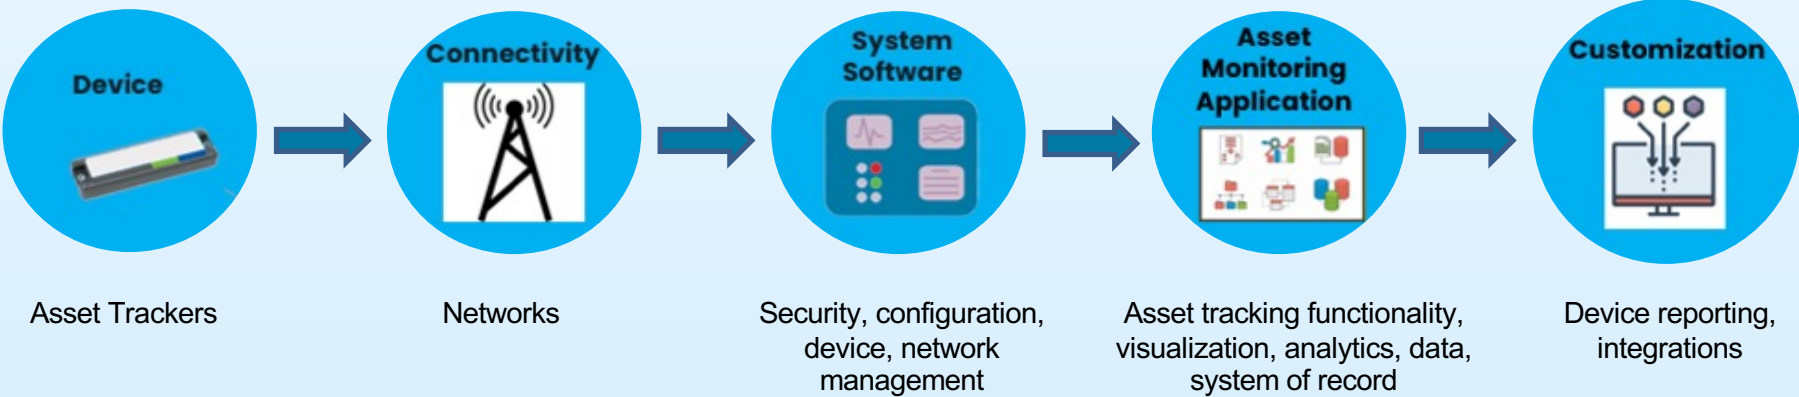 Device
Connectivity
System
Software
Asset
Monitoring
Application
Customization
Asset Trackers
Networks
Security, configuration,
device, network
management
Asset tracking functionality,
visualization, analytics, data,
system of record
Device reporting,
integrations